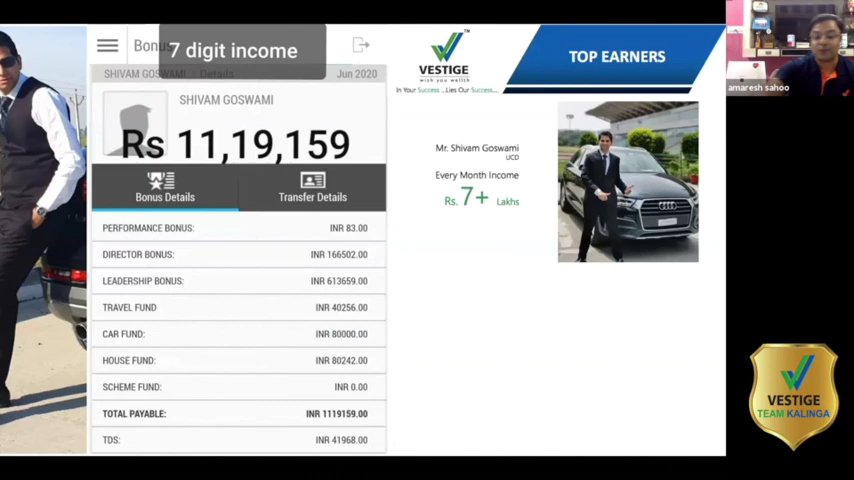 Bonu
7 digit income
SHIVAM GOSWAMI Details
Jun 2020
SHIVAM GOSWAMI
Rs 11,19,159
Bonus Details
Transfer Details
PERFORMANCE BONUS: INR 83.00
DIRECTOR BONUS: INR 166502.00
LEADERSHIP BONUS: INR 613659.00
TRAVEL FUND INR 40256.00
CAR FUND: INR 80000.00
HOUSE FUND: INR 80242.00
SCHEME FUND: INR 0.00
TOTAL PAYABLE: INR 1119159.00
TDS: INR 41968.00
VESTIGE
TM
wish you wellth
In Your Success ...Lies Our Success....
TOP EARNERS
Mr. Shivam Goswami
UCD
Every Month Income
Rs. 7+ Lakhs
amaresh sahoo
VESTIGE
TEAM KALINGA